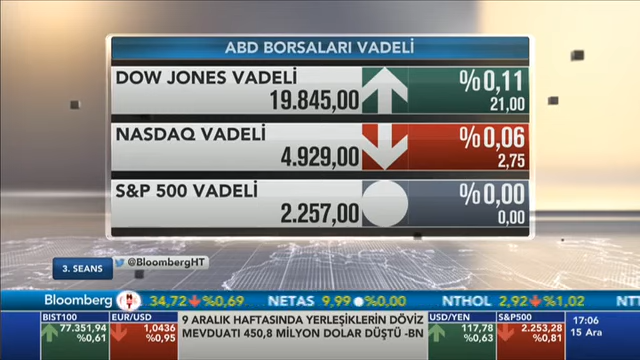 ABD BORSALARI VADELİ
DOW JONES VADELİ
19.845,00
%0,11
21,00
NASDAQ VADELİ
4.929,00
%0,06
2,75
S&P 500 VADELİ
2.257,00
%0,00
0,00
3. SEANS
@BloombergHT
Bloomberg HT 34,72 %0,69 NETAS 9,99 %0,00 NTHOL 2,92 %1,02
BIST100
77.351,94
%0,61
EUR/USD
1,0436
%0,95
9 ARALIK HAFTASINDA YERLEŞİKLERİN DÖVİZ
MEVDUATI 450,8 MİLYON DOLAR DÜŞTÜ -BN
USD/YEN
117,78
%0,63
S&P500
2.253,28
%0,81
17:06
15 Ara